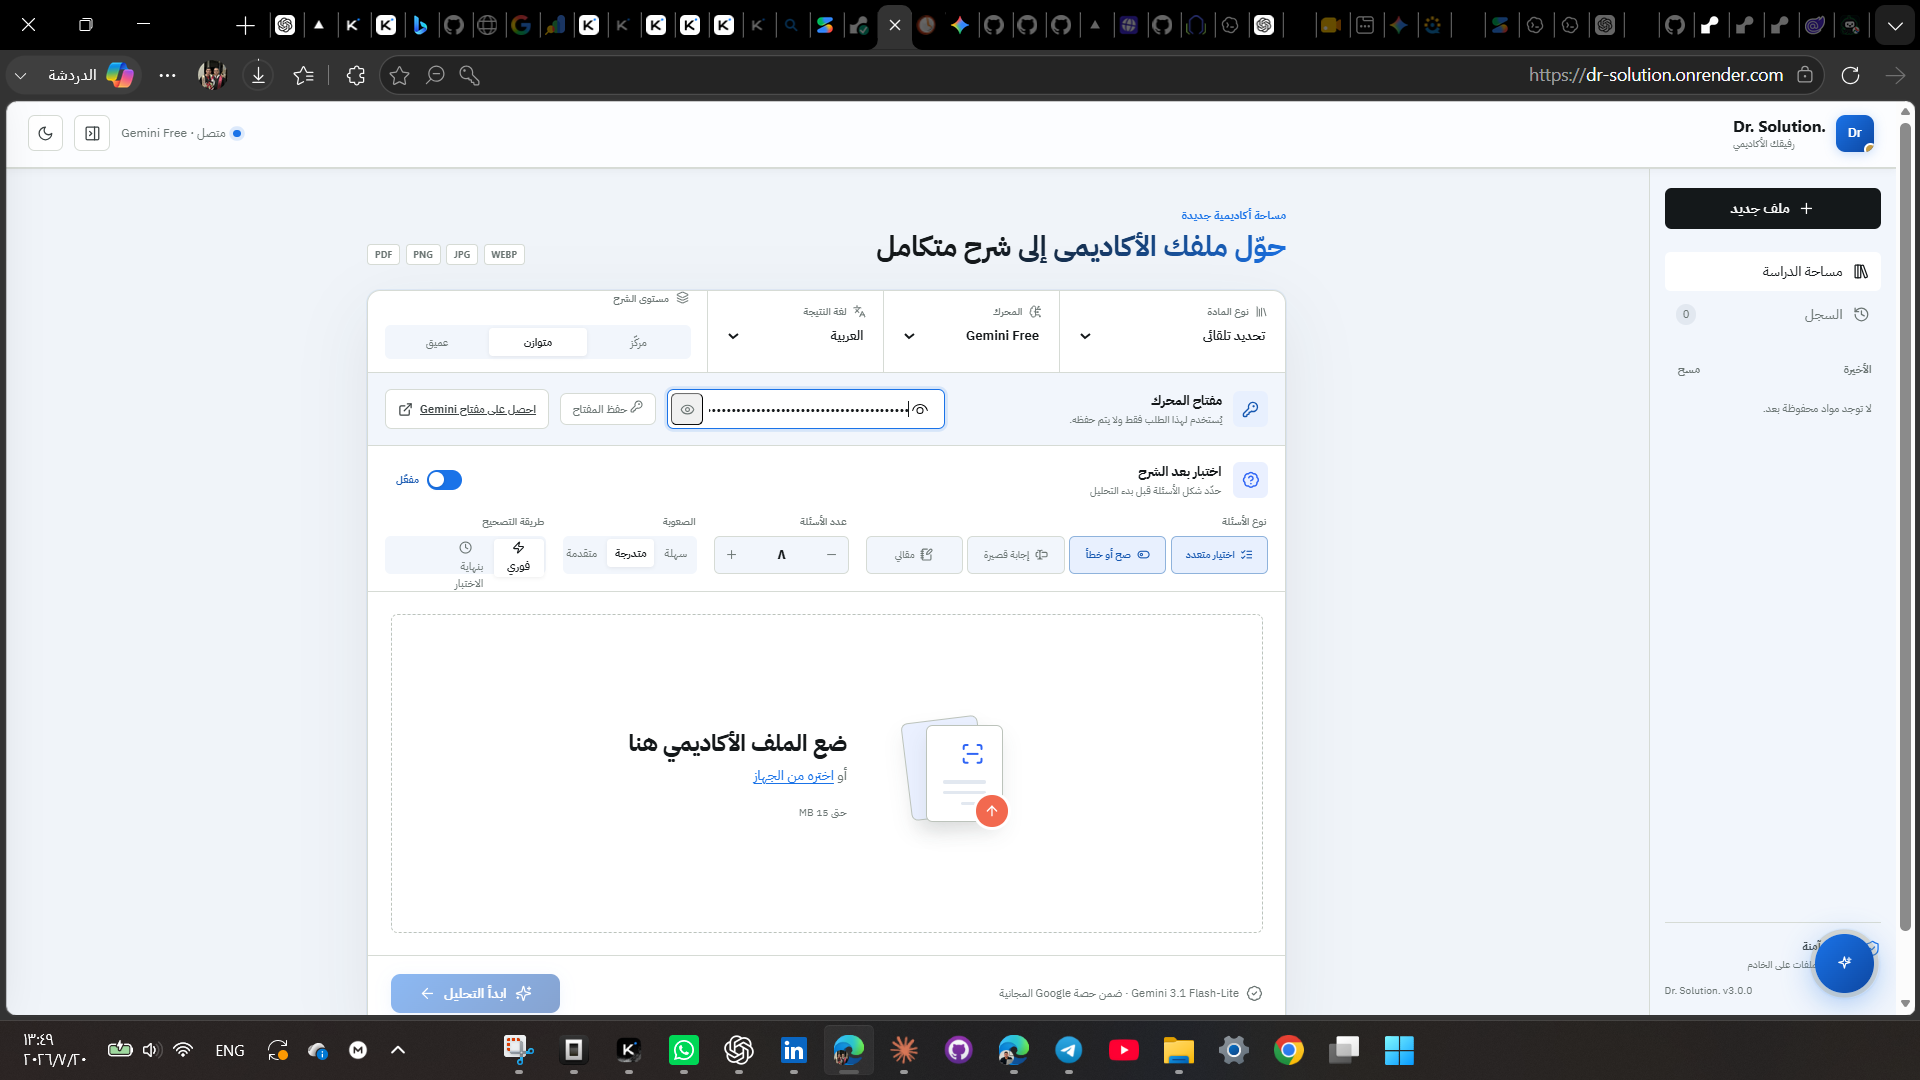 الدردشة
https://dr-solution.onrender.com
Dr
Dr. Solution.
رفيقك الأكاديمي
متصل · Gemini Free
ملف جديد
مساحة الدراسة
السجل
0
الأخيرة
مسح
لا توجد مواد محفوظة بعد.
مساحة أكاديمية جديدة
حوّل ملفك الأكاديمي إلى شرح متكامل
PDF
PNG
JPG
WEBP
نوع المادة
تحديد تلقائي
المحرك
Gemini Free
لغة النتيجة
العربية
مستوى الشرح
مركّز
متوازن
عميق
مفتاح المحرك
يُستخدم لهذا الطلب فقط ولا يتم حفظه.
حفظ المفتاح
احصل على مفتاح Gemini
اختبار بعد الشرح
حدّد شكل الأسئلة قبل بدء التحليل
مفعّل
نوع الأسئلة
اختيار متعدد
صح أو خطأ
إجابة قصيرة
مقالي
عدد الأسئلة
٨
الصعوبة
سهلة
متدرجة
متقدمة
طريقة التصحيح
فوري
بنهاية
الاختبار
ضع الملف الأكاديمي هنا
أو اختره من الجهاز
حتى 15 MB
Gemini 3.1 Flash-Lite · ضمن حصة Google المجانية
ابدأ التحليل
ملفات على الخادم
Dr. Solution. v3.0.0
ENG
١٣:٤٩
٢٠٢٦/٧/٢٠